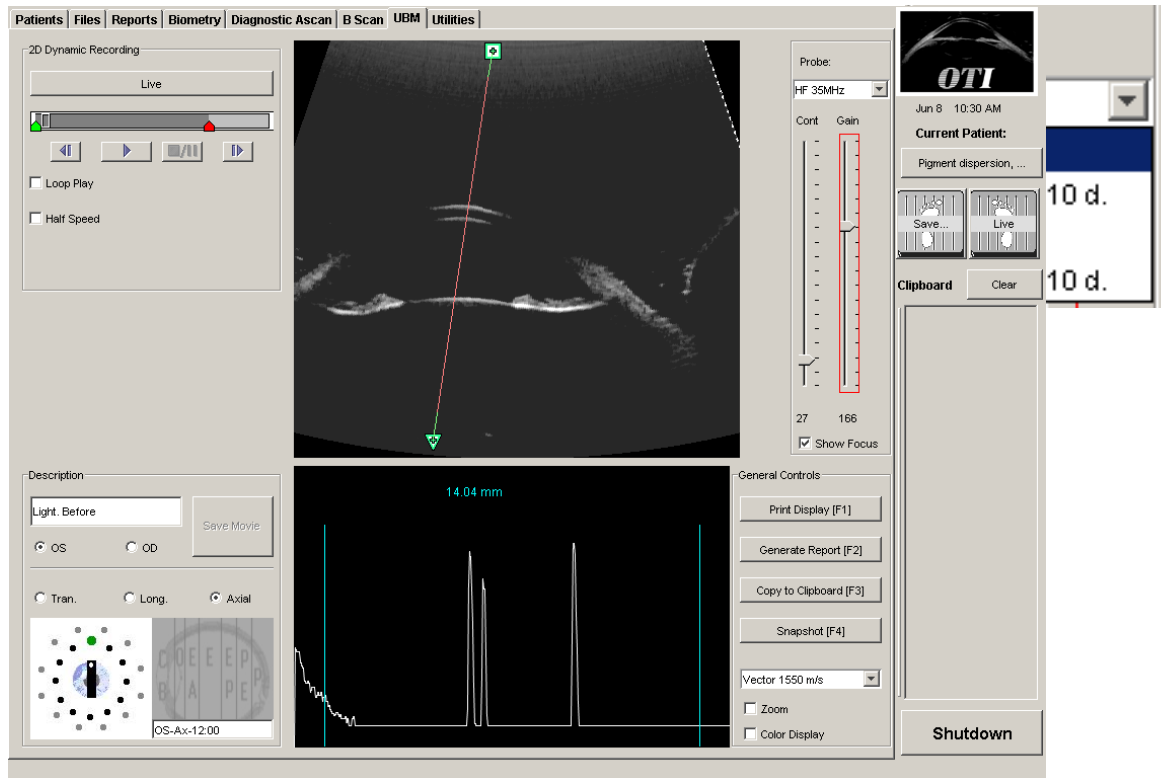 Patients Files Reports Biometry Diagnostic Ascan B Scan UBM Utilities
2D Dynamic Recording
Live
Loop Play
Half Speed
Probe:
HF 35MHz
Cont Gain
27 166
Show Focus
OTI
Jun 8 10:30 AM
Current Patient:
Pigment dispersion, ...
Save... Live
Clipboard Clear
10 d.
10 d.
Description
Light. Before
Save Movie
OS OD
Tran. Long. Axial
OS-Ax-12:00
14.04 mm
General Controls
Print Display [F1]
Generate Report [F2]
Copy to Clipboard [F3]
Snapshot [F4]
Vector 1550 m/s
Zoom
Color Display
Shutdown